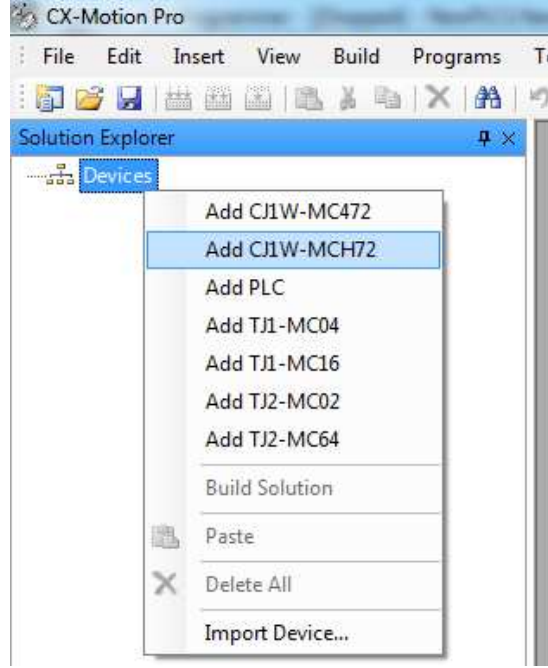 CX-Motion Pro
File Edit Insert View Build Programs
Solution Explorer
Devices
Add CJ1W-MC472
Add CJ1W-MCH72
Add PLC
Add TJ1-MC04
Add TJ1-MC16
Add TJ2-MC02
Add TJ2-MC64
Build Solution
Paste
Delete All
Import Device...